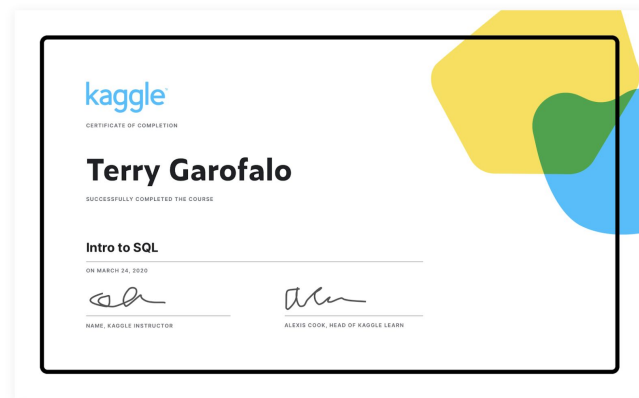 kaggle
CERTIFICATE OF COMPLETION
Terry Garofalo
SUCCESSFULLY COMPLETED THE COURSE
Intro to SQL
ON MARCH 24, 2020
NAME, KAGGLE INSTRUCTOR
ALEXIS COOK, HEAD OF KAGGLE LEARN